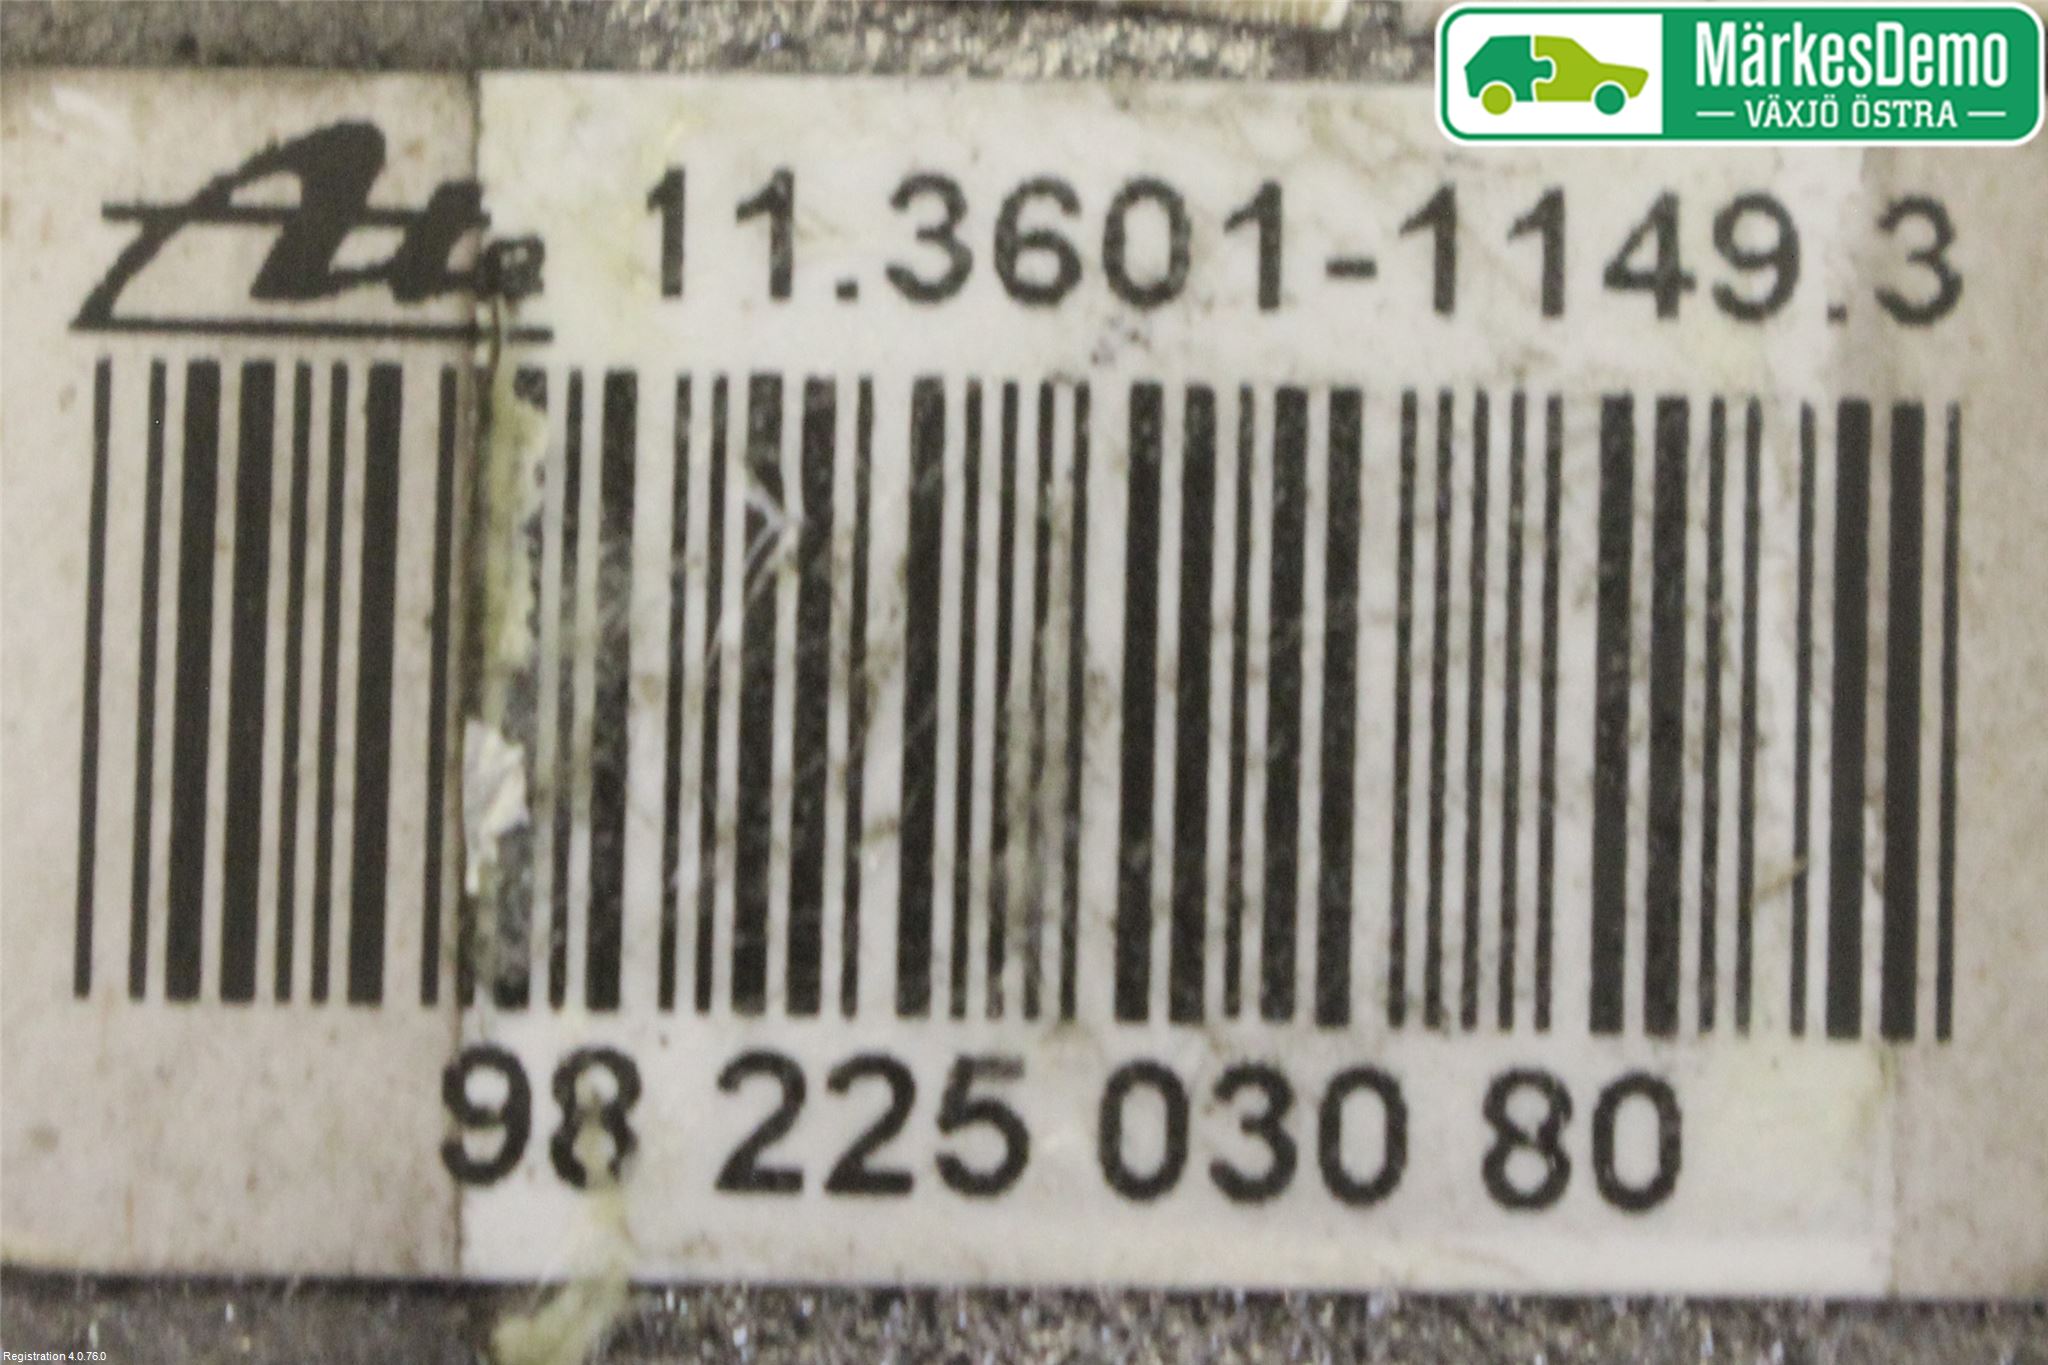 MärkesDemo
VÄXJÖ ÖSTRA
Ate 11.3601-1149.3
98 225 030 80
Registration 4.0.76.0